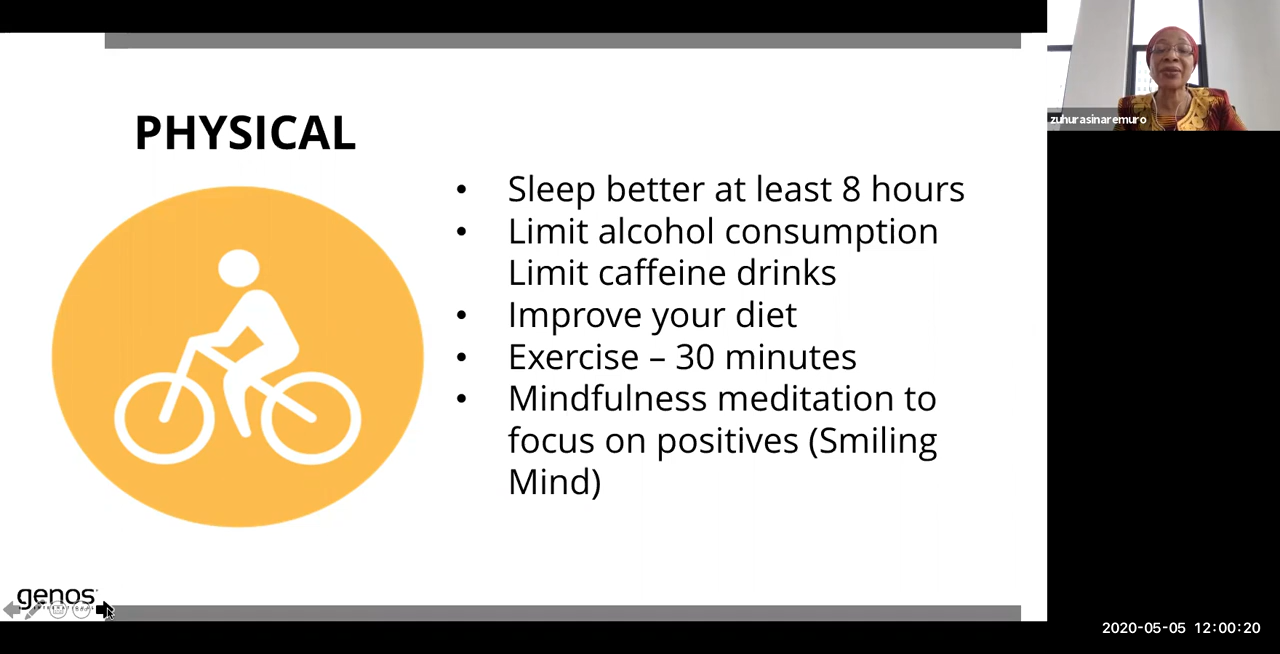 PHYSICAL
• Sleep better at least 8 hours
• Limit alcohol consumption
Limit caffeine drinks
• Improve your diet
• Exercise – 30 minutes
• Mindfulness meditation to
focus on positives (Smiling
Mind)
genos
zuhurasinaremuro
2020-05-05 12:00:20